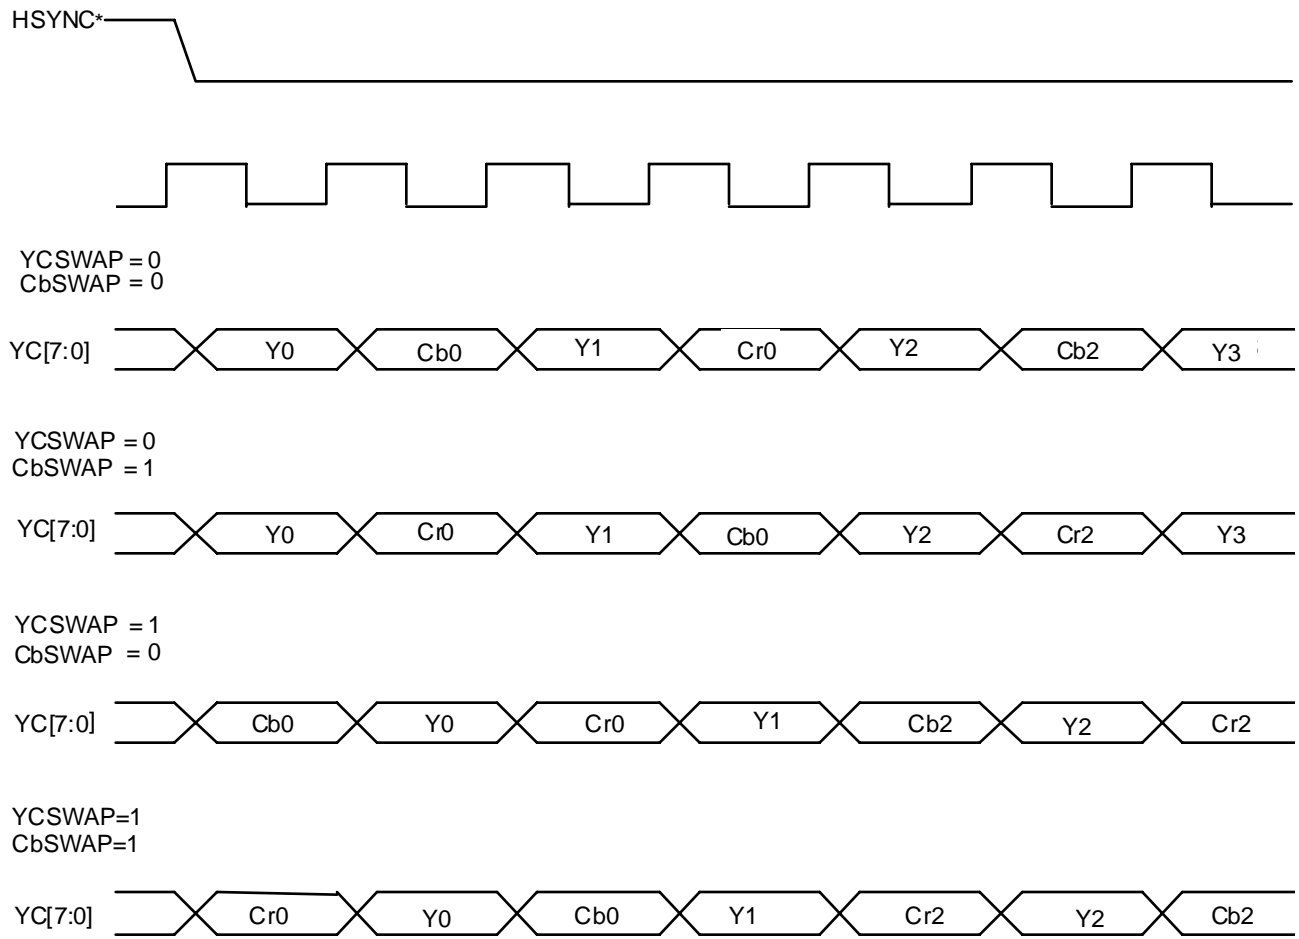 HSYNC*
YCSWAP = 0
CbSWAP = 0
YC[7:0] Y0 Cb0 Y1 Cr0 Y2 Cb2 Y3
YCSWAP = 0
CbSWAP = 1
YC[7:0] Y0 Cr0 Y1 Cb0 Y2 Cr2 Y3
YCSWAP = 1
CbSWAP = 0
YC[7:0] Cb0 Y0 Cr0 Y1 Cb2 Y2 Cr2
YCSWAP=1
CbSWAP=1
YC[7:0] Cr0 Y0 Cb0 Y1 Cr2 Y2 Cb2